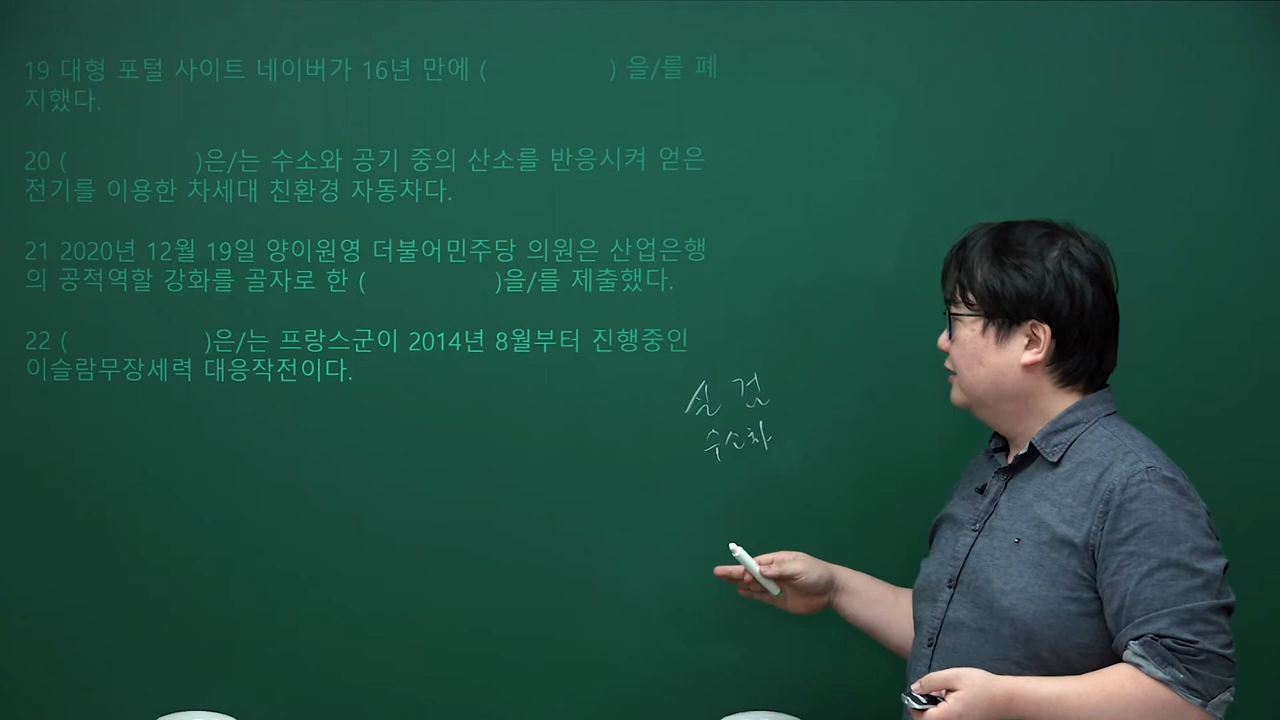 19 대형 포털 사이트 네이버가 16년 만에 ( ) 을/를 폐
지했다.
20 ( )은/는 수소와 공기 중의 산소를 반응시켜 얻은
전기를 이용한 차세대 친환경 자동차다.
21 2020년 12월 19일 양이원영 더불어민주당 의원은 산업은행
의 공적역할 강화를 골자로 한 ( )을/를 제출했다.
22 ( )은/는 프랑스군이 2014년 8월부터 진행중인
이슬람무장세력 대응작전이다.
실 검
수소차